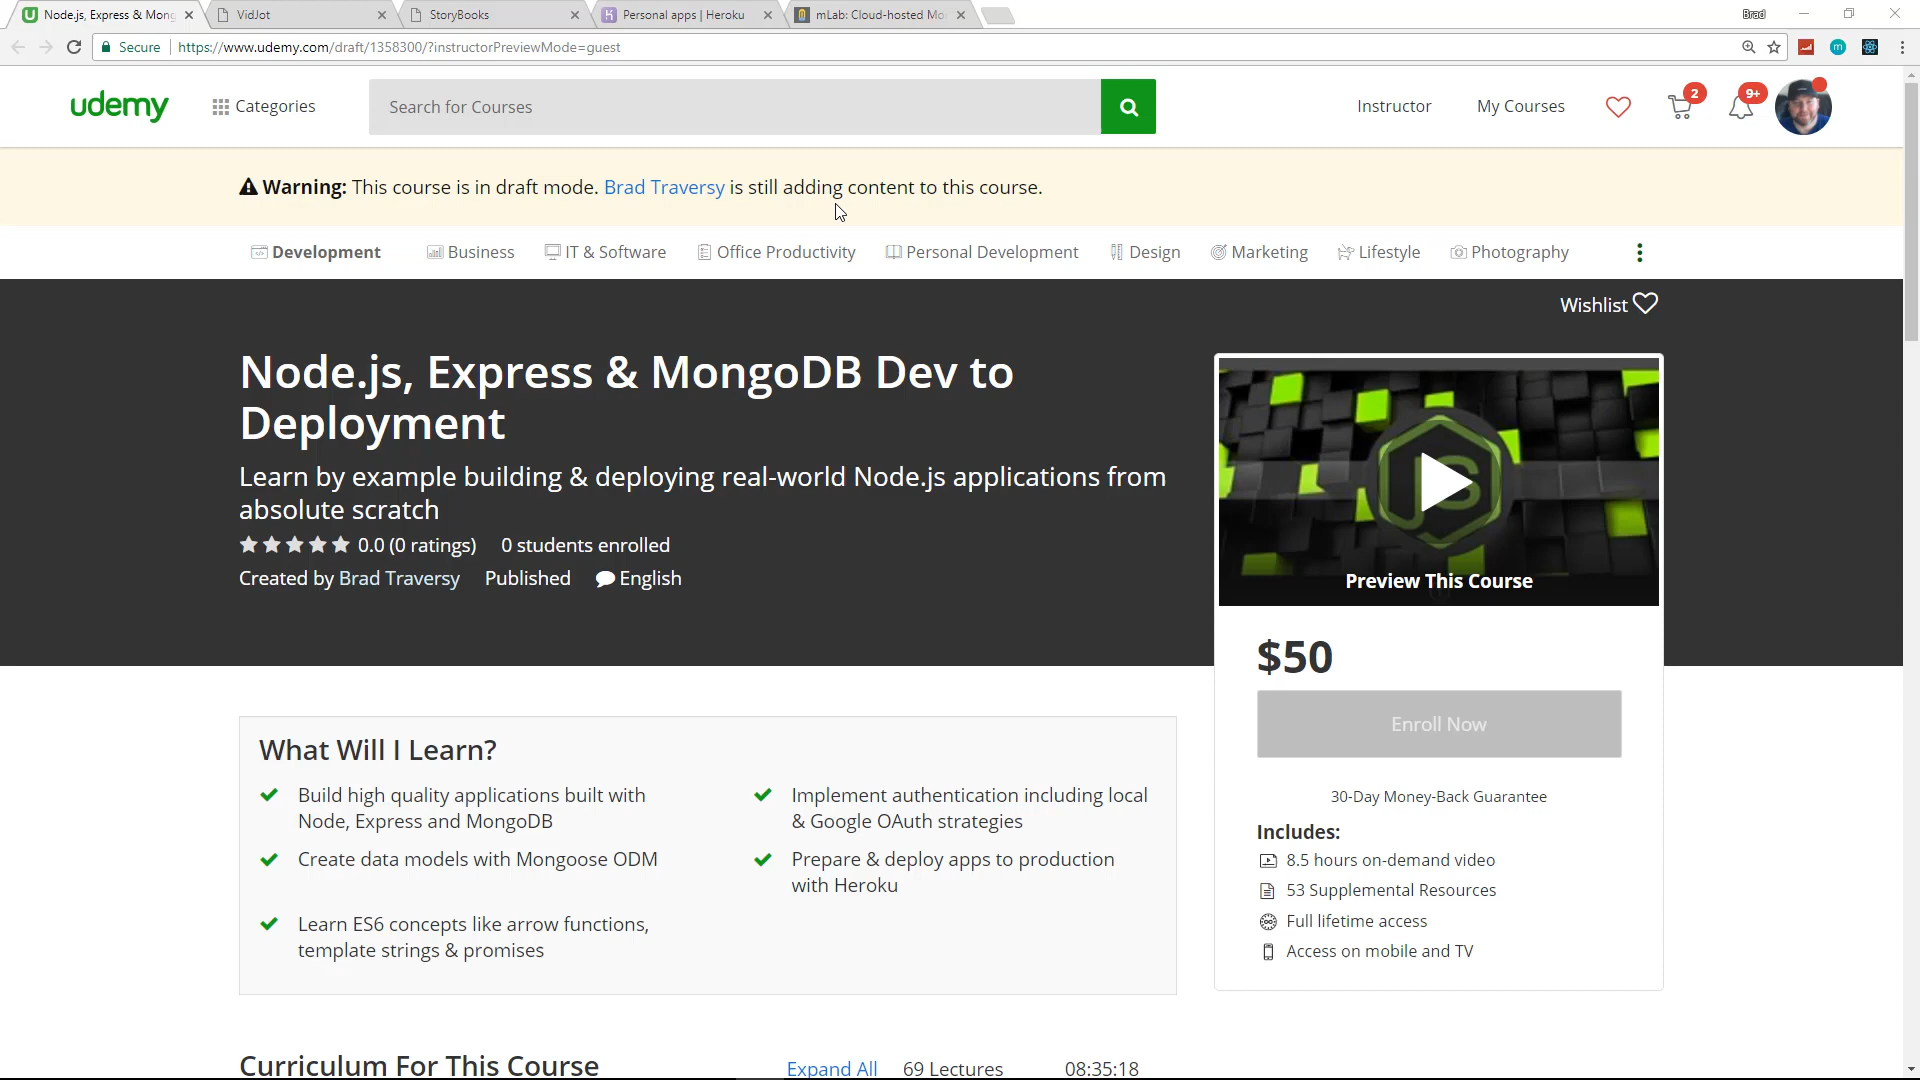 Node.js, Express & Mong
VidJot
StoryBooks
Personal apps | Heroku
mLab: Cloud-hosted Mo
Brad
Secure
https://www.udemy.com/draft/1358300/?instructorPreviewMode=guest
udemy
Categories
Search for Courses
Instructor
My Courses
2
9+
Warning: This course is in draft mode. Brad Traversy is still adding content to this course.
Development
Business
IT & Software
Office Productivity
Personal Development
Design
Marketing
Lifestyle
Photography
Wishlist
Node.js, Express & MongoDB Dev to
Deployment
Learn by example building & deploying real-world Node.js applications from
absolute scratch
0.0 (0 ratings) 0 students enrolled
Created by Brad Traversy Published English
JS
Preview This Course
$50
Enroll Now
30-Day Money-Back Guarantee
Includes:
8.5 hours on-demand video
53 Supplemental Resources
Full lifetime access
Access on mobile and TV
What Will I Learn?
Build high quality applications built with
Node, Express and MongoDB
Implement authentication including local
& Google OAuth strategies
Create data models with Mongoose ODM
Prepare & deploy apps to production
with Heroku
Learn ES6 concepts like arrow functions,
template strings & promises
Curriculum For This Course
Expand All
69 Lectures
08:35:18